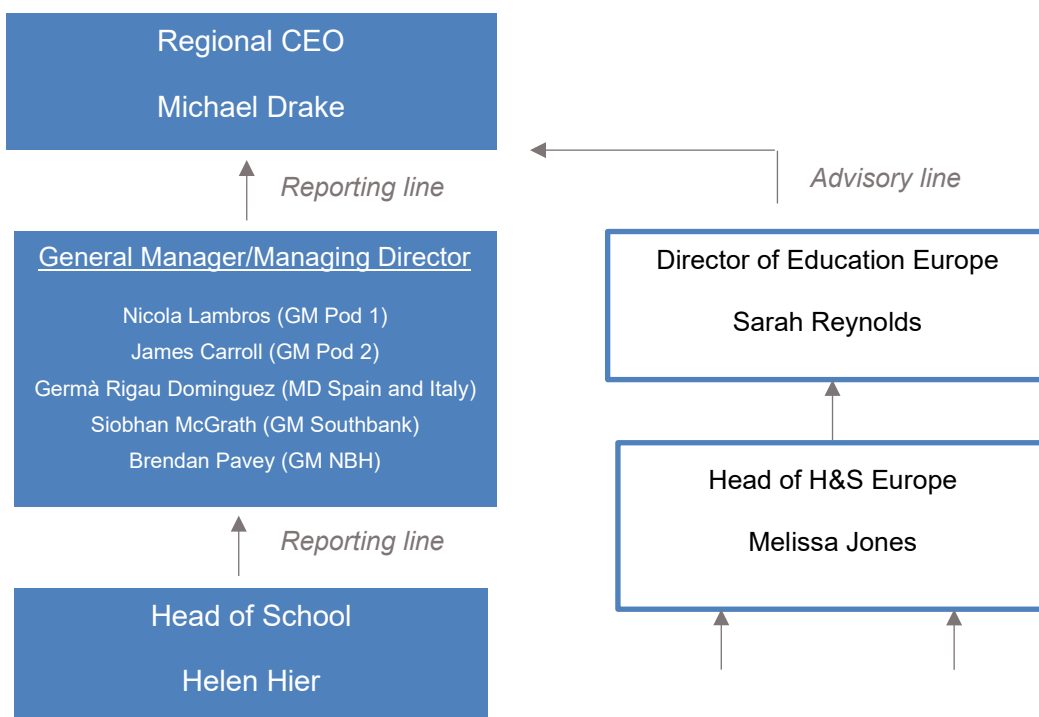 Regional CEO
Michael Drake
Reporting line
Advisory line
General Manager/Managing Director
Nicola Lambros (GM Pod 1)
James Carroll (GM Pod 2)
Germà Rigau Dominguez (MD Spain and Italy)
Siobhan McGrath (GM Southbank)
Brendan Pavey (GM NBH)
Director of Education Europe
Sarah Reynolds
Head of H&S Europe
Melissa Jones
Reporting line
Head of School
Helen Hier